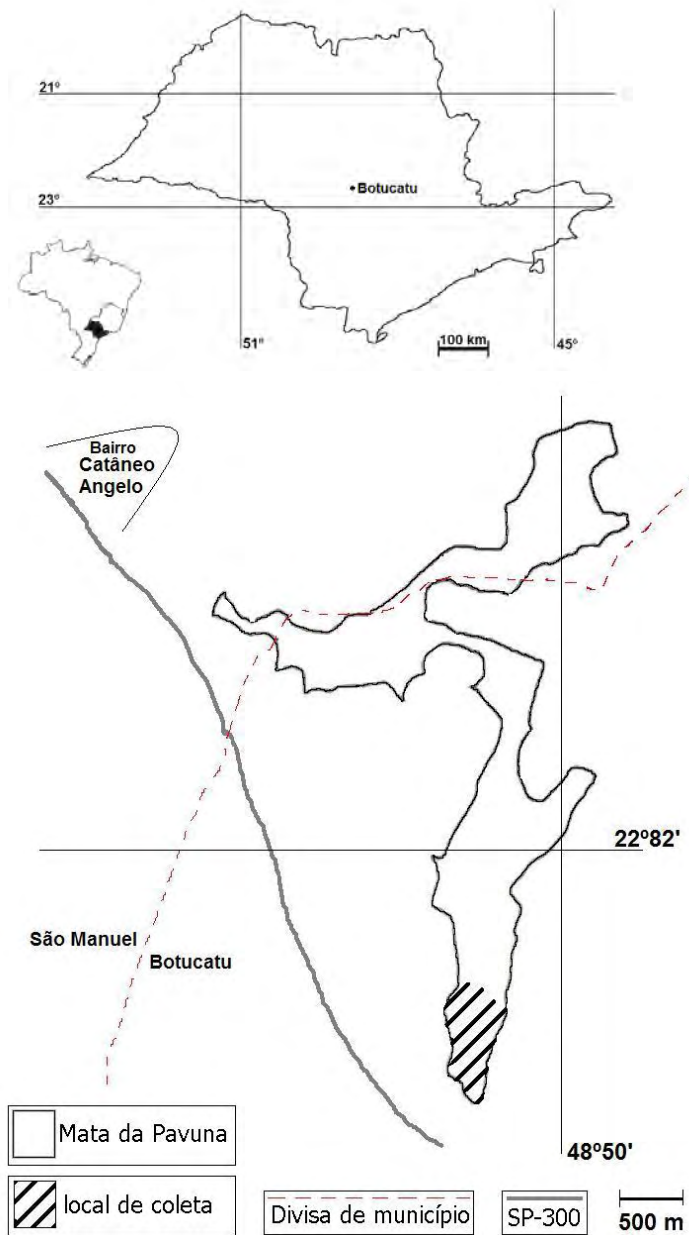 21º
Botucatu
23º
51º
100 km
45º
Bairro
Catâneo
Angelo
22º82'
São Manuel
Botucatu
48º50'
Mata da Pavuna
local de coleta
Divisa de município
SP-300
500 m